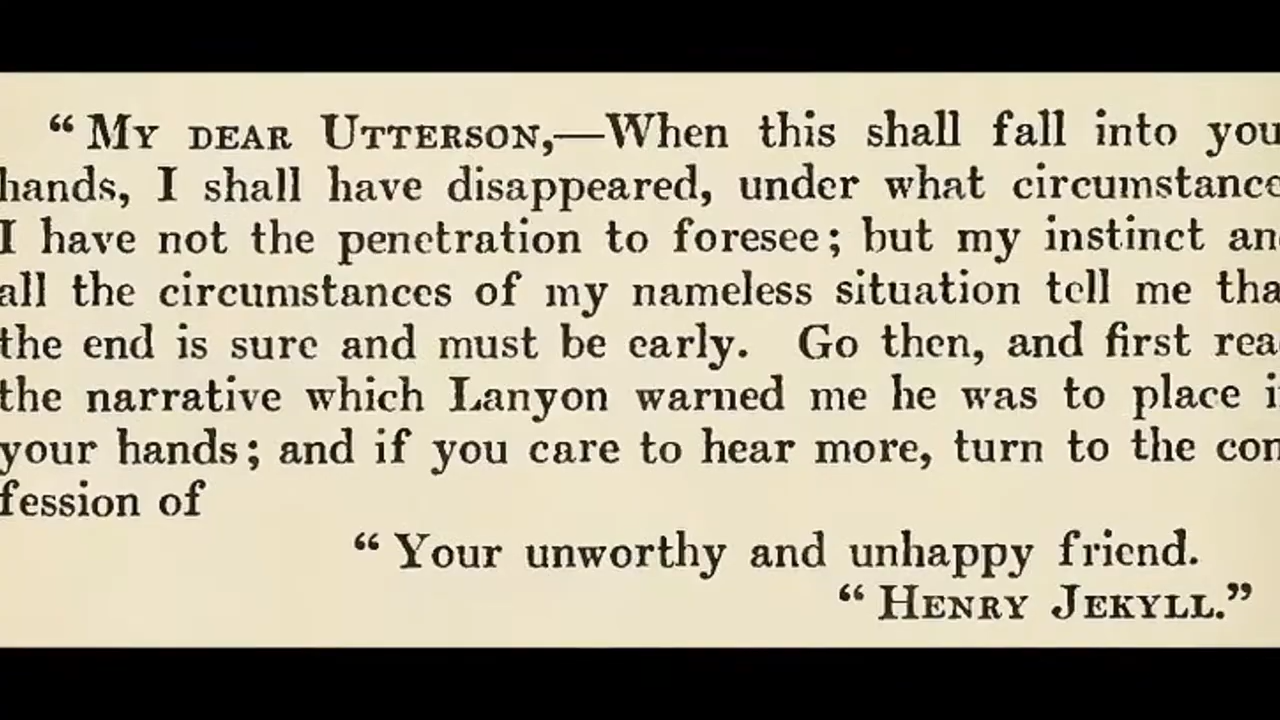 “ MY DEAR UTTERSON,—When this shall fall into you
hands, I shall have disappeared, under what circumstance
I have not the penetration to foresee; but my instinct an
all the circumstances of my nameless situation tell me tha
the end is sure and must be early. Go then, and first rea
the narrative which Lanyon warned me he was to place i
your hands; and if you care to hear more, turn to the con
fession of
“ Your unworthy and unhappy friend.
“ HENRY JEKYLL.”